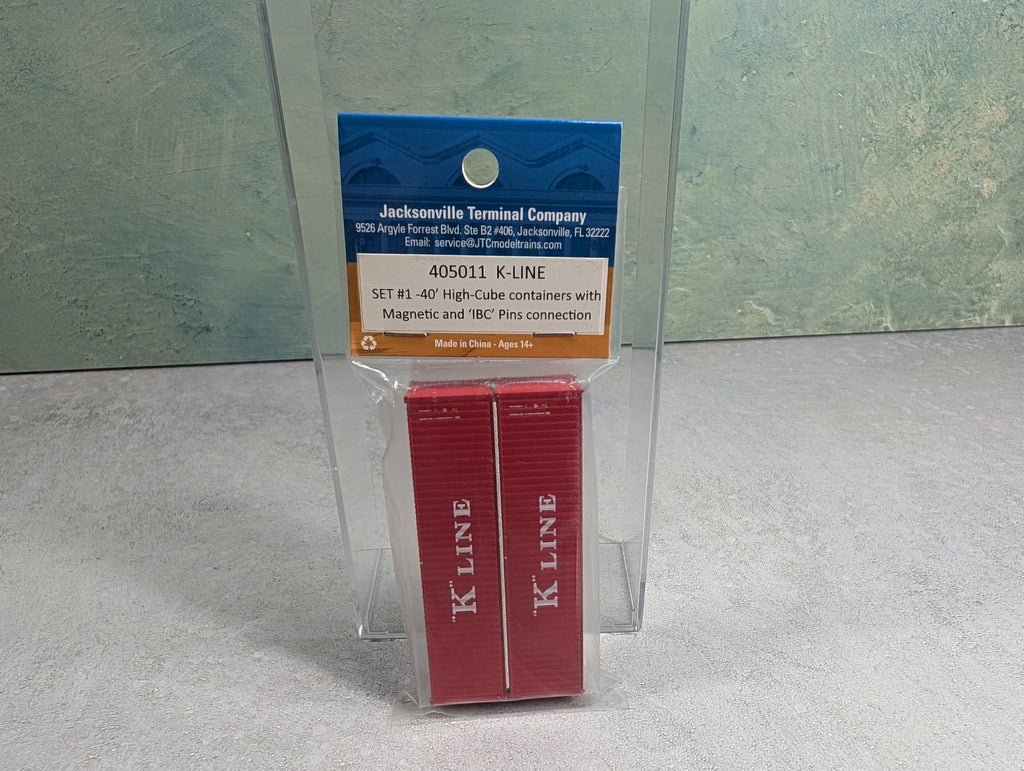 Jacksonville Terminal Company
9526 Argyle Forrest Blvd. Ste B2 #406, Jacksonville, FL 32222
Email: service@JTCmodeltrains.com
405011 K-LINE
SET #1 -40’ High-Cube containers with
Magnetic and ‘IBC’ Pins connection
Made in China - Ages 14+
"K" LINE
"K" LINE